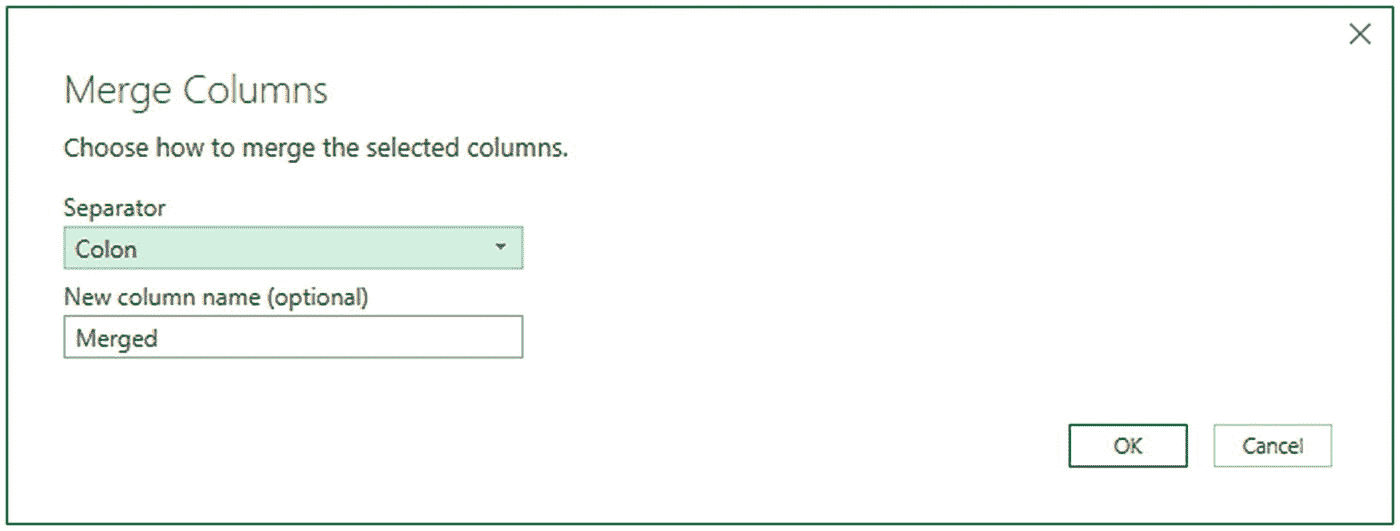 Merge Columns
Choose how to merge the selected columns.
Separator
Colon
New column name (optional)
Merged
OK Cancel